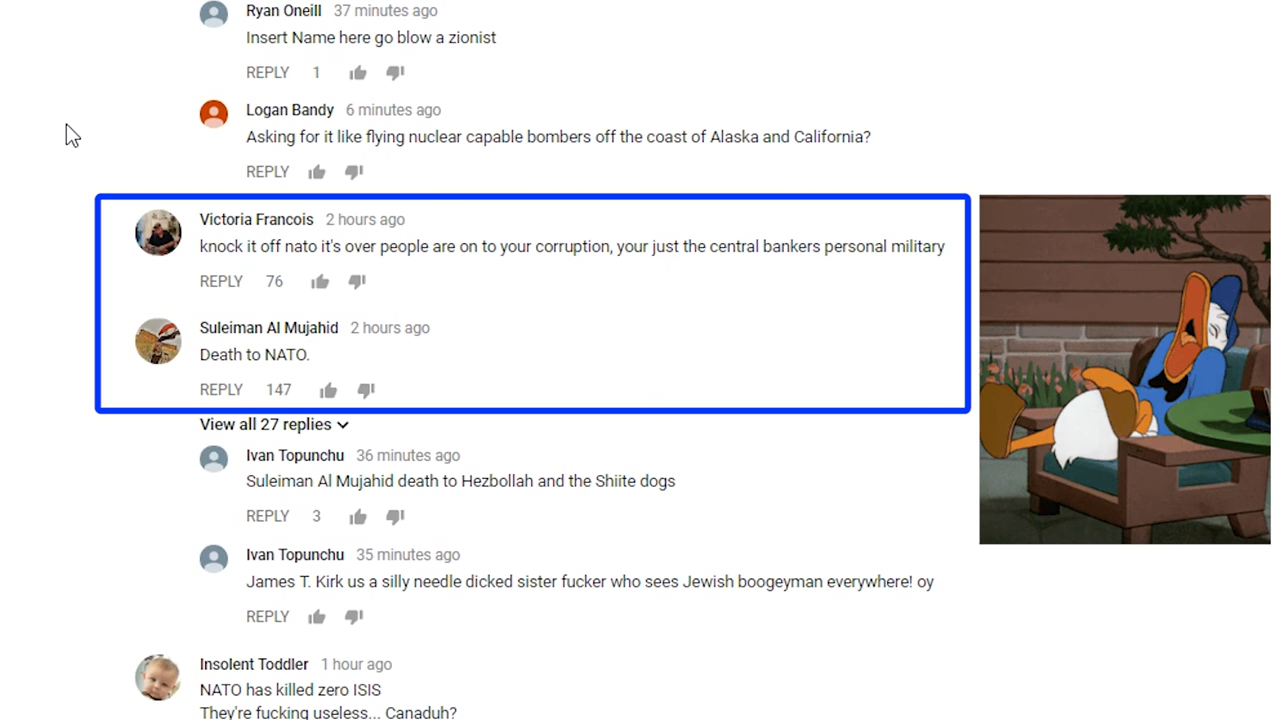 Ryan Oneill 37 minutes ago
Insert Name here go blow a zionist
REPLY 1
Logan Bandy 6 minutes ago
Asking for it like flying nuclear capable bombers off the coast of Alaska and California?
REPLY
Victoria Francois 2 hours ago
knock it off nato it's over people are on to your corruption, your just the central bankers personal military
REPLY 76
Suleiman Al Mujahid 2 hours ago
Death to NATO.
REPLY 147
View all 27 replies
Ivan Topunchu 36 minutes ago
Suleiman Al Mujahid death to Hezbollah and the Shiite dogs
REPLY 3
Ivan Topunchu 35 minutes ago
James T. Kirk us a silly needle dicked sister fucker who sees Jewish boogeyman everywhere! oy
REPLY
Insolent Toddler 1 hour ago
NATO has killed zero ISIS
They're fucking useless... Canaduh?